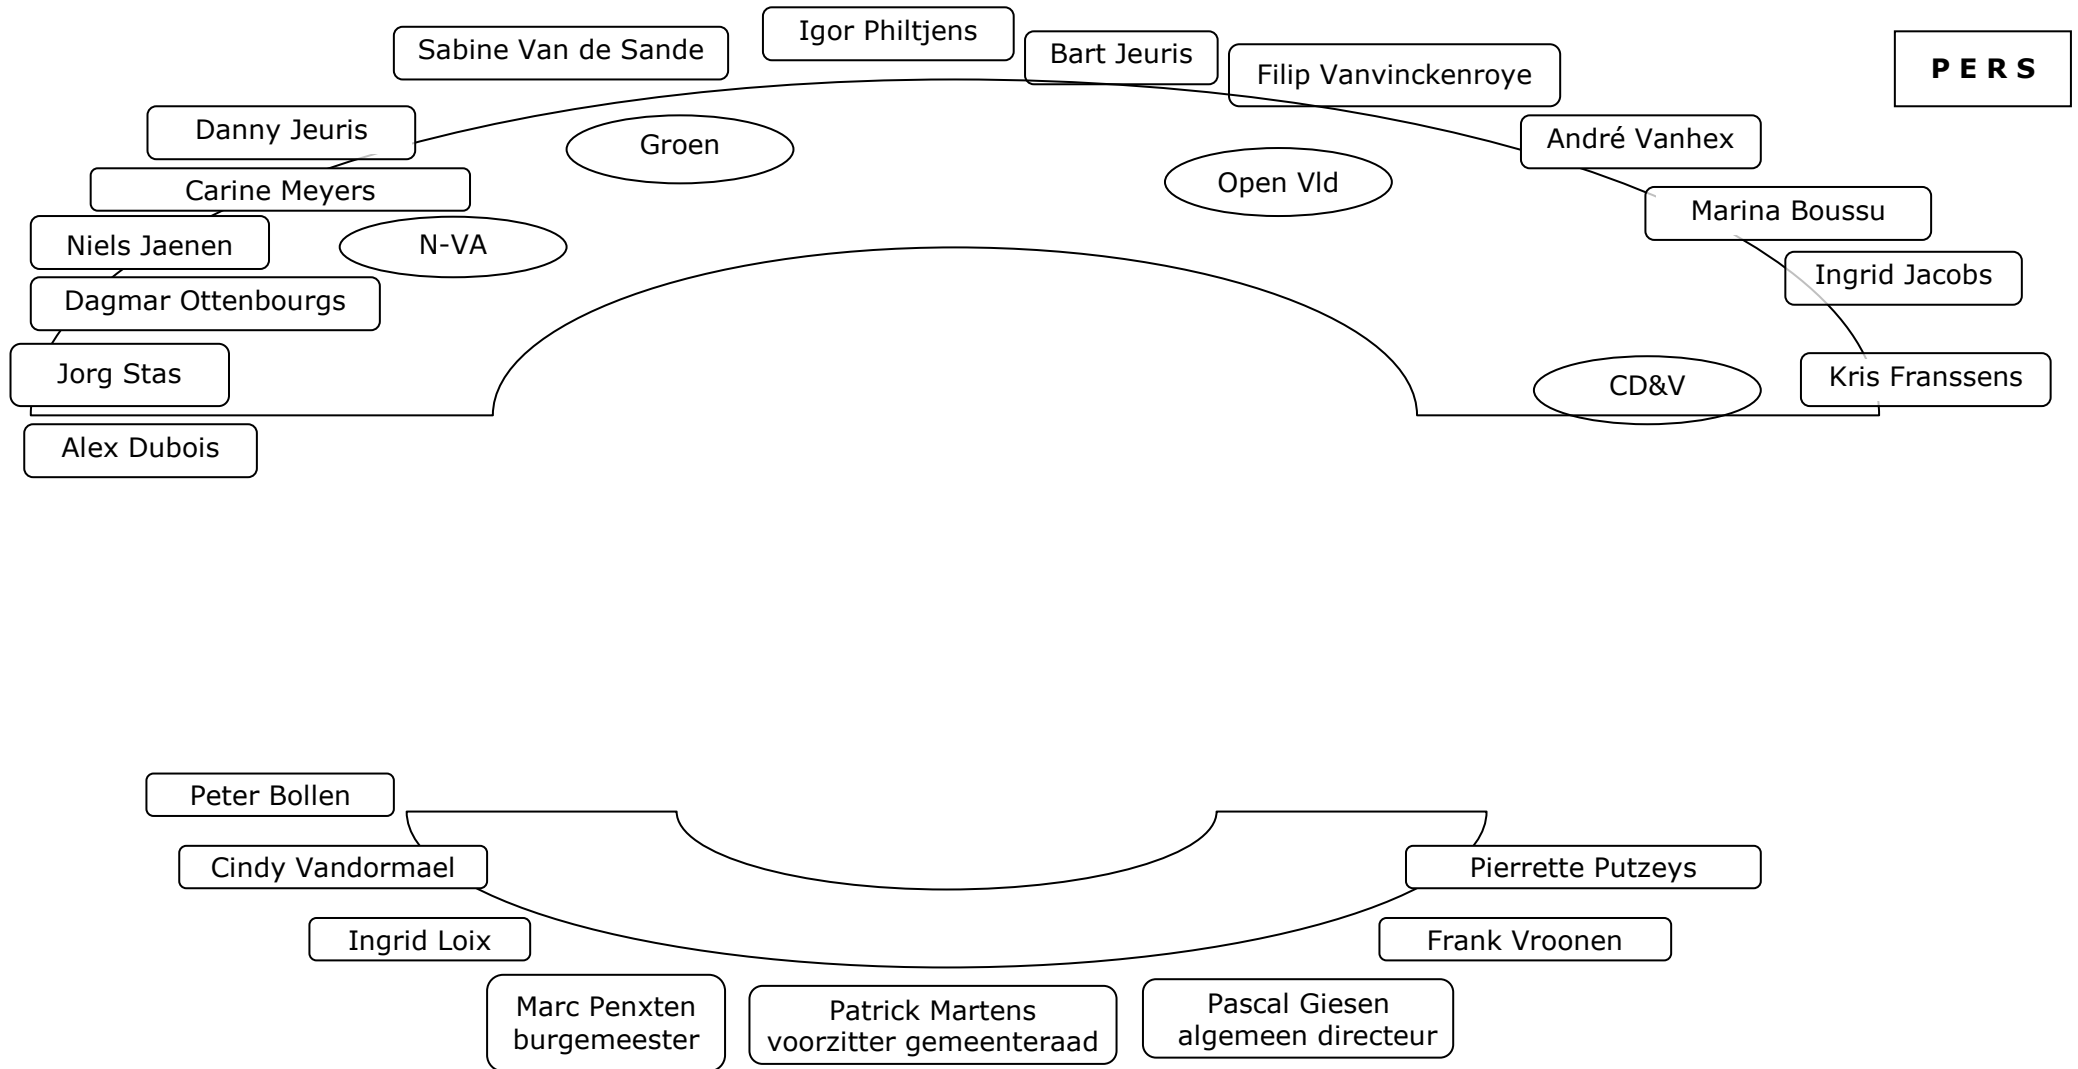 Igor Philtjens
Sabine Van de Sande
Bart Jeuris
Filip Vanvinckenroye
P E R S
Danny Jeuris
Groen
André Vanhex
Open Vld
Carine Meyers
Marina Boussu
Niels Jaenen
N-VA
Ingrid Jacobs
Dagmar Ottenbourgs
Jorg Stas
CD&V
Kris Franssens
Alex Dubois
Peter Bollen
Cindy Vandormael
Pierrette Putzeys
Ingrid Loix
Frank Vroonen
Marc Penxten
burgemeester
Patrick Martens
voorzitter gemeenteraad
Pascal Giesen
algemeen directeur